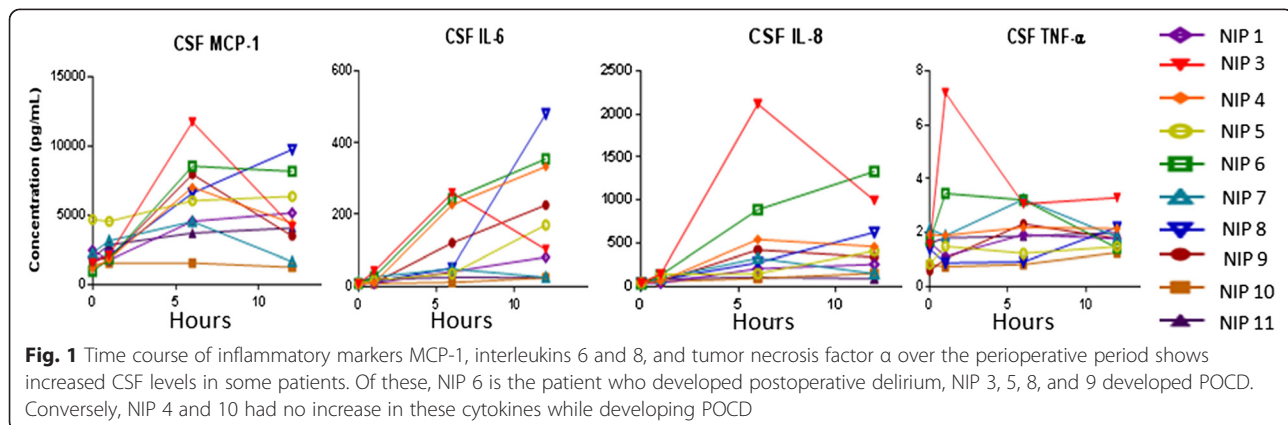 CSF MCP-1
CSF IL-6
CSF IL-8
CSF TNF-α
Concentration (pg/mL)
15000
10000
5000
0
0
5
10
Hours
600
400
200
0
0
5
10
Hours
2500
2000
1500
1000
500
0
0
5
10
Hours
8
6
4
2
0
0
5
10
Hours
NIP 1
NIP 3
NIP 4
NIP 5
NIP 6
NIP 7
NIP 8
NIP 9
NIP 10
NIP 11
Fig. 1 Time course of inflammatory markers MCP-1, interleukins 6 and 8, and tumor necrosis factor α over the perioperative period shows
increased CSF levels in some patients. Of these, NIP 6 is the patient who developed postoperative delirium, NIP 3, 5, 8, and 9 developed POCD.
Conversely, NIP 4 and 10 had no increase in these cytokines while developing POCD